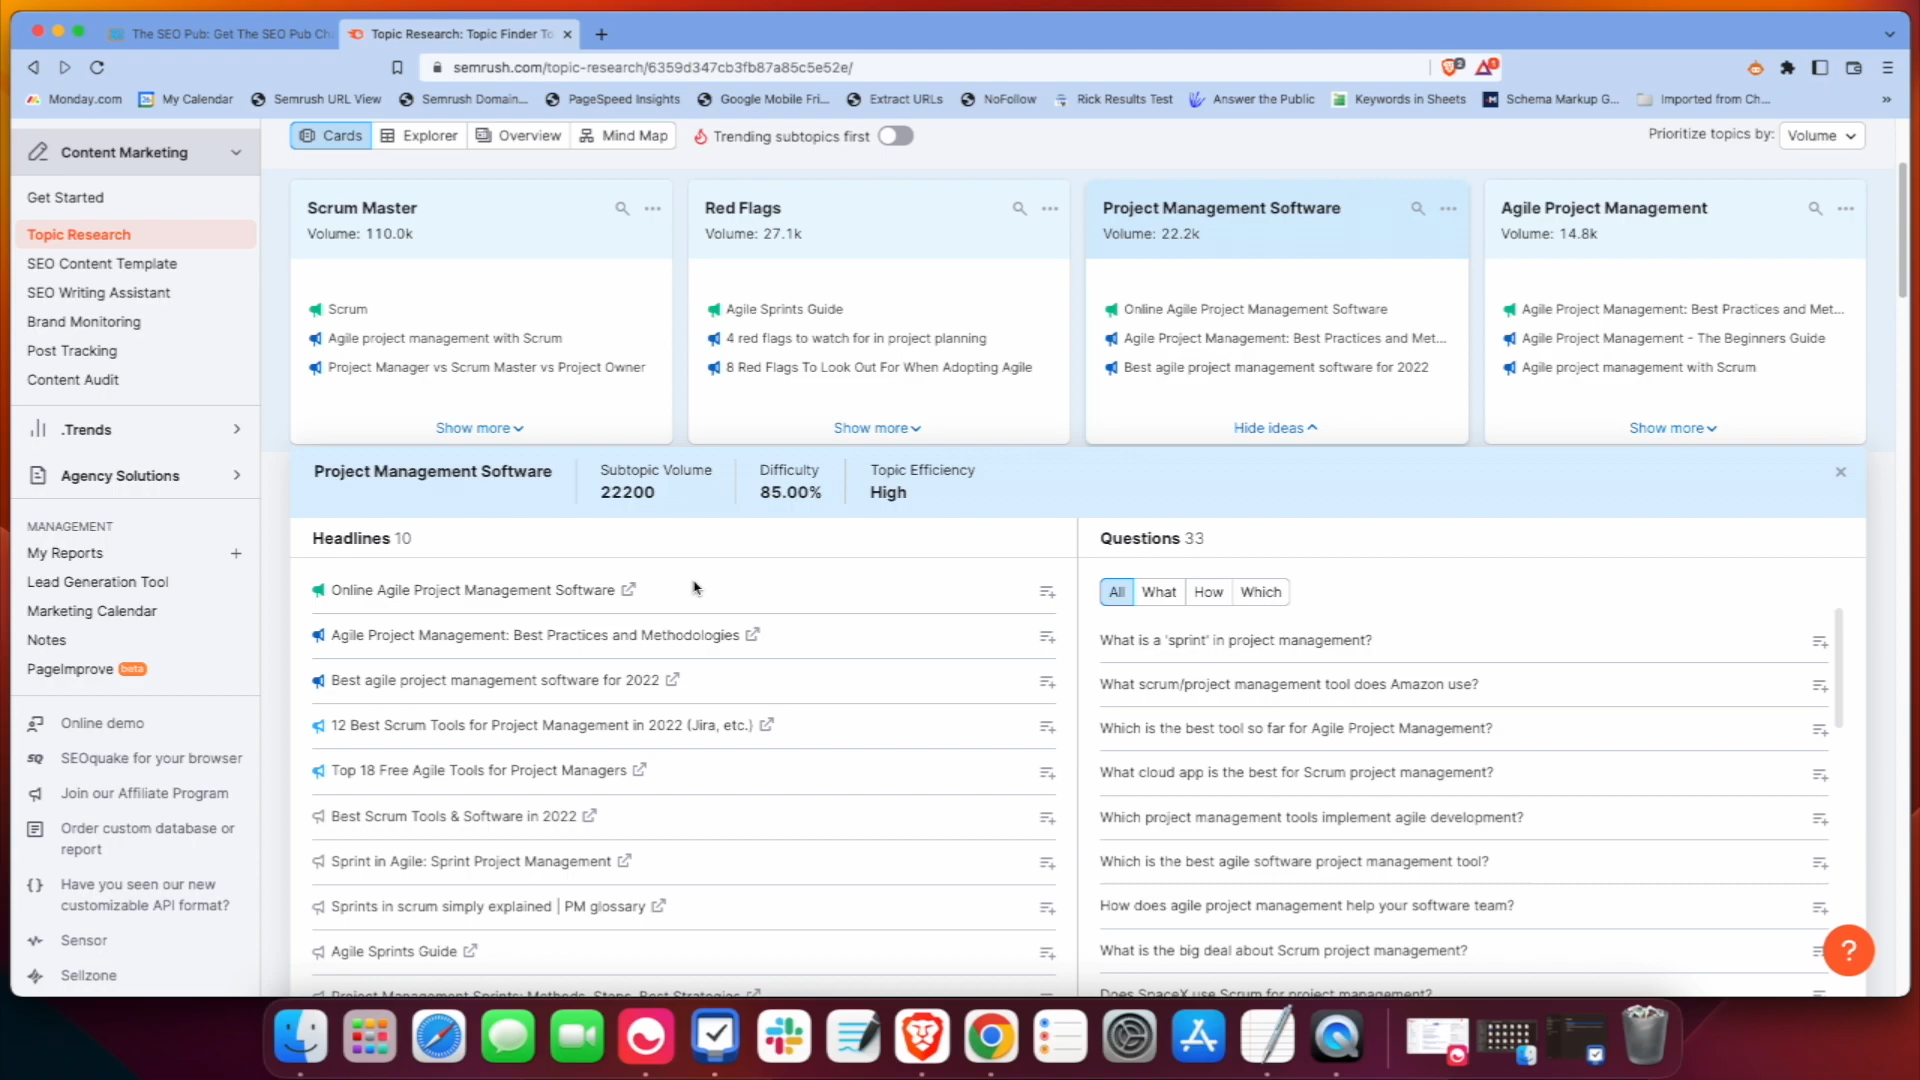 The SEO Pub: Get The SEO Pub Ch
Topic Research: Topic Finder To
semrush.com/topic-research/6359d347cb3fb87a85c5e52e/
Monday.com
My Calendar
Semrush URL View
Semrush Domain...
PageSpeed Insights
Google Mobile Fri...
Extract URLs
NoFollow
Rick Results Test
Answer the Public
Keywords in Sheets
Schema Markup G...
Imported from Ch...
Content Marketing
Get Started
Topic Research
SEO Content Template
SEO Writing Assistant
Brand Monitoring
Post Tracking
Content Audit
.Trends
Agency Solutions
MANAGEMENT
My Reports
Lead Generation Tool
Marketing Calendar
Notes
PageImprove beta
Online demo
SEOquake for your browser
Join our Affiliate Program
Order custom database or
report
Have you seen our new
customizable API format?
Sensor
Sellzone
Cards
Explorer
Overview
Mind Map
Trending subtopics first
Prioritize topics by: Volume
Scrum Master
Volume: 110.0k
Scrum
Agile project management with Scrum
Project Manager vs Scrum Master vs Project Owner
Show more
Red Flags
Volume: 27.1k
Agile Sprints Guide
4 red flags to watch for in project planning
8 Red Flags To Look Out For When Adopting Agile
Show more
Project Management Software
Volume: 22.2k
Online Agile Project Management Software
Agile Project Management: Best Practices and Met...
Best agile project management software for 2022
Hide ideas
Agile Project Management
Volume: 14.8k
Agile Project Management: Best Practices and Met...
Agile Project Management - The Beginners Guide
Agile project management with Scrum
Show more
Project Management Software
Subtopic Volume
22200
Difficulty
85.00%
Topic Efficiency
High
Headlines 10
Online Agile Project Management Software
Agile Project Management: Best Practices and Methodologies
Best agile project management software for 2022
12 Best Scrum Tools for Project Management in 2022 (Jira, etc.)
Top 18 Free Agile Tools for Project Managers
Best Scrum Tools & Software in 2022
Sprint in Agile: Sprint Project Management
Sprints in scrum simply explained | PM glossary
Agile Sprints Guide
Project Management Sprints: Methods, Steps, Best Strategies
Questions 33
All
What
How
Which
What is a 'sprint' in project management?
What scrum/project management tool does Amazon use?
Which is the best tool so far for Agile Project Management?
What cloud app is the best for Scrum project management?
Which project management tools implement agile development?
Which is the best agile software project management tool?
How does agile project management help your software team?
What is the big deal about Scrum project management?
Does SpaceX use Scrum for project management?
?